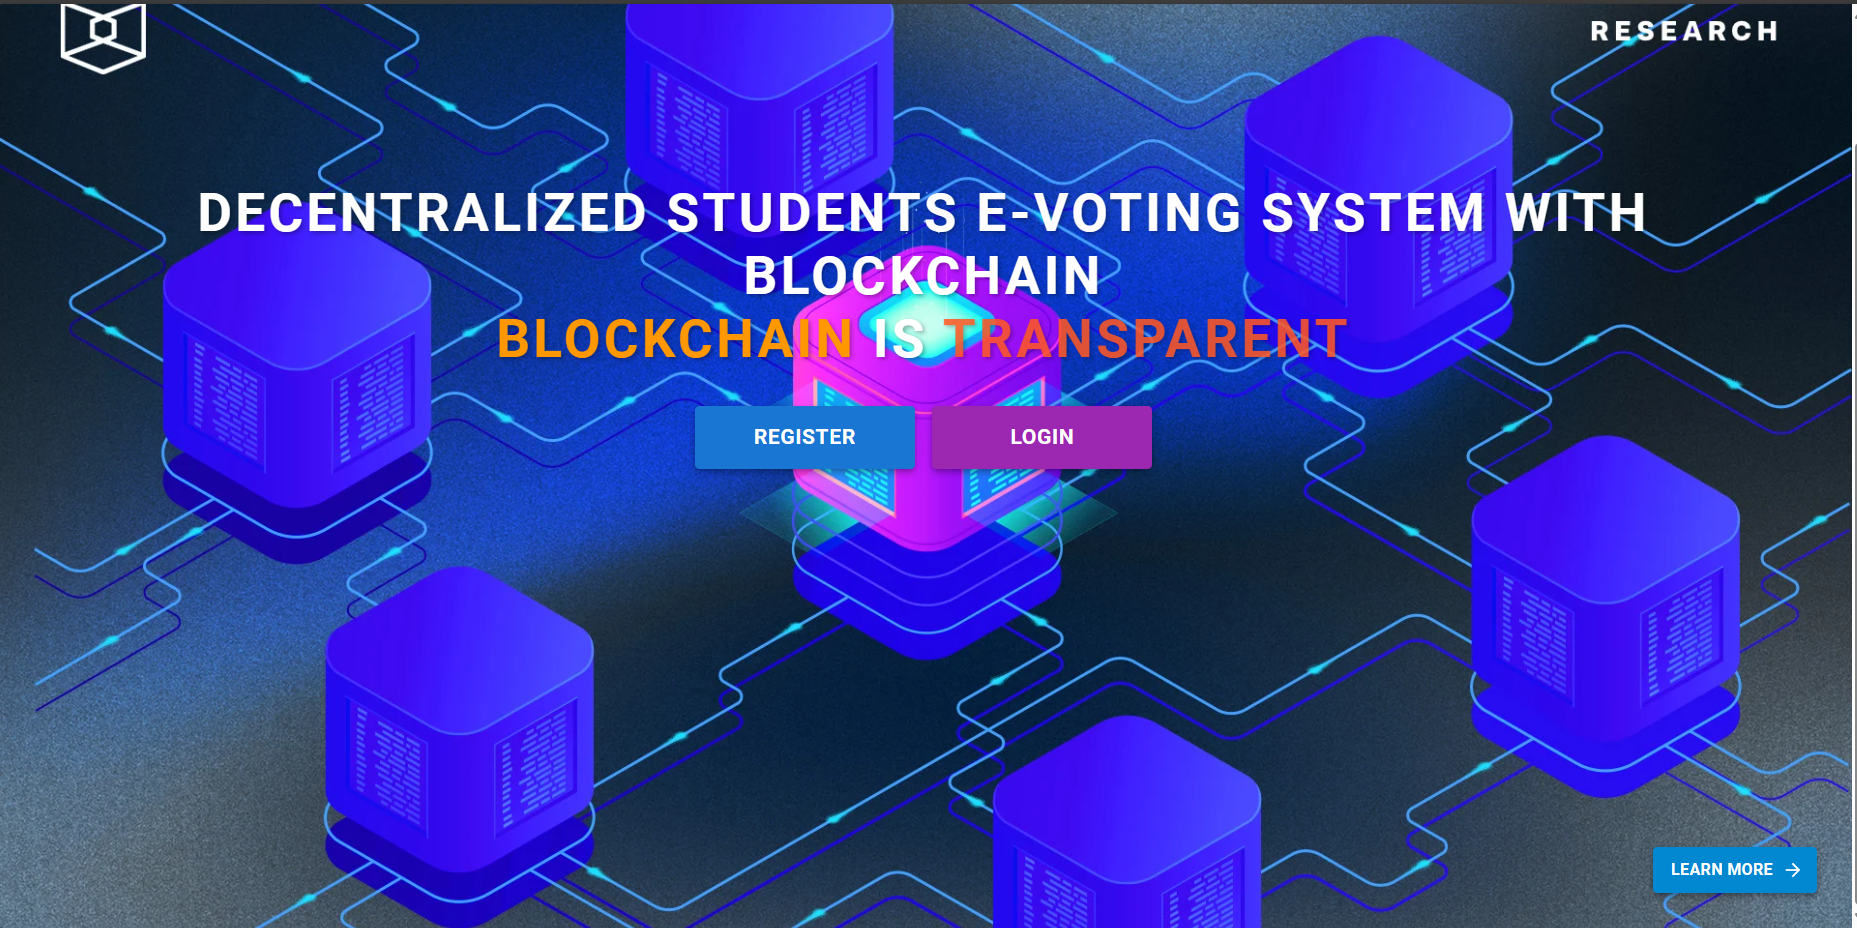 RESEARCH
DECENTRALIZED STUDENTS E-VOTING SYSTEM WITH
BLOCKCHAIN
BLOCKCHAIN IS TRANSPARENT
REGISTER
LOGIN
LEARN MORE